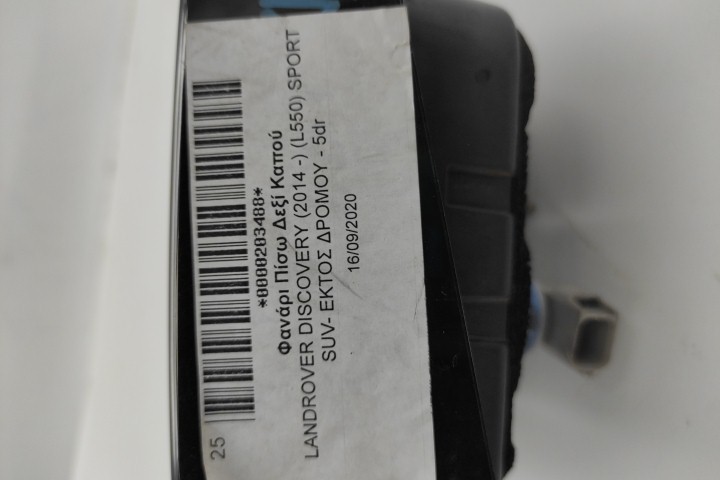 25
*0000203488*
Φανάρι Πίσω Δεξί Καπού
LANDROVER DISCOVERY (2014 -) (L550) SPORT
SUV- ΕΚΤΟΣ ΔΡΟΜΟΥ - 5dr
16/09/2020